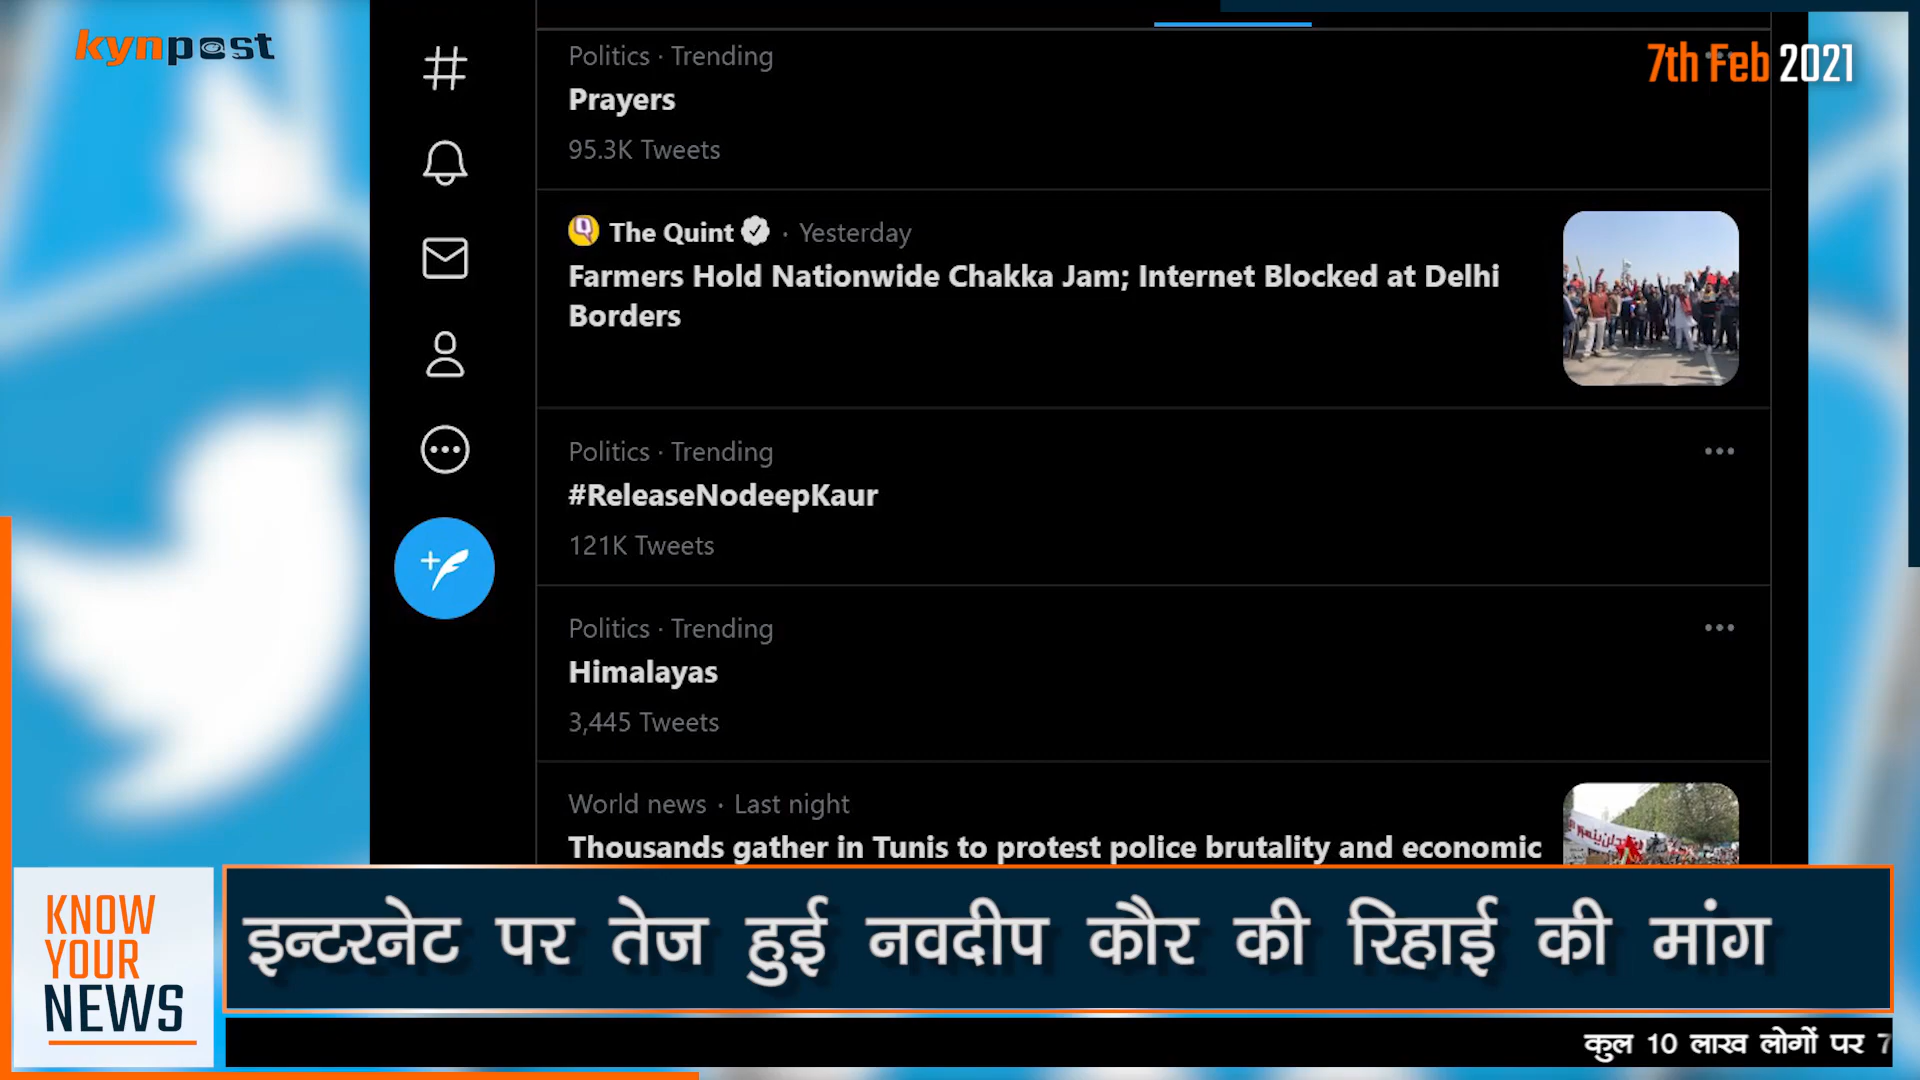 kynpost
7th Feb 2021
Politics · Trending
Prayers
95.3K Tweets
The Quint · Yesterday
Farmers Hold Nationwide Chakka Jam; Internet Blocked at Delhi
Borders
Politics · Trending
#ReleaseNodeepKaur
121K Tweets
Politics · Trending
Himalayas
3,445 Tweets
World news · Last night
Thousands gather in Tunis to protest police brutality and economic
KNOW
YOUR
NEWS
इन्टरनेट पर तेज हुई नवदीप कौर की रिहाई की मांग
कुल 10 लाख लोगों पर 7